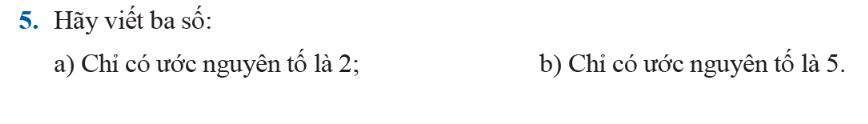 5. Hãy viết ba số:
a) Chỉ có ước nguyên tố là 2; b) Chỉ có ước nguyên tố là 5.